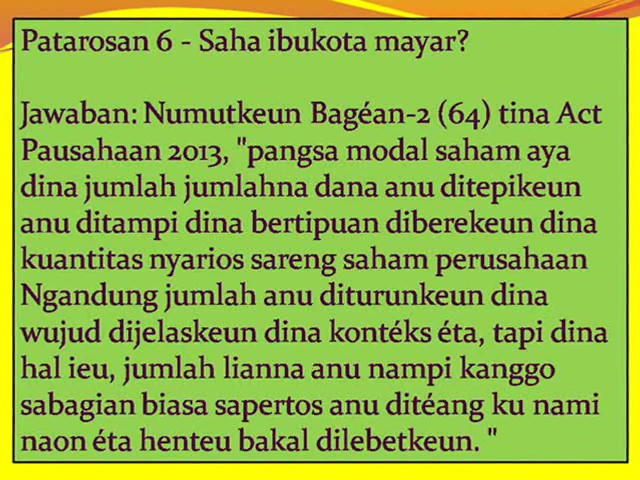 Patarosan 6 - Saha ibukota mayar?
Jawaban: Numutkeun Bagéan-2 (64) tina Act
Pausahaan 2013, "pangsa modal saham aya
dina jumlah jumlahna dana anu ditepikeun
anu ditampi dina bertipuan diberekeun dina
kuantitas nyarios sareng saham perusahaan
Ngandung jumlah anu diturunkeun dina
wujud dijelaskeun dina kontéks éta, tapi dina
hal ieu, jumlah lianna anu nampi kanggo
sabagian biasa sapertos anu ditéang ku nami
naon éta henteu bakal dilebetkeun. "